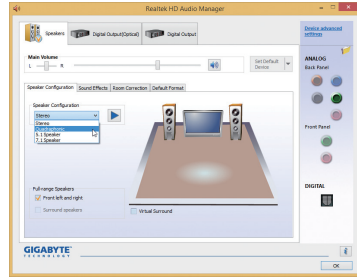 Realtek HD Audio Manager
Speakers
Digital Output(Optical)
Digital Output
Device advanced settings
Main Volume
L
R
Set Default Device
ANALOG
Back Panel
Speaker Configuration
Sound Effects
Room Correction
Default Format
Speaker Configuration
Stereo
Stereo
Quadraphonic
5.1 Speaker
7.1 Speaker
Front Panel
Full-range Speakers
Front left and right
Surround speakers
Virtual Surround
DIGITAL
GIGABYTE
TECHNOLOGY
OK